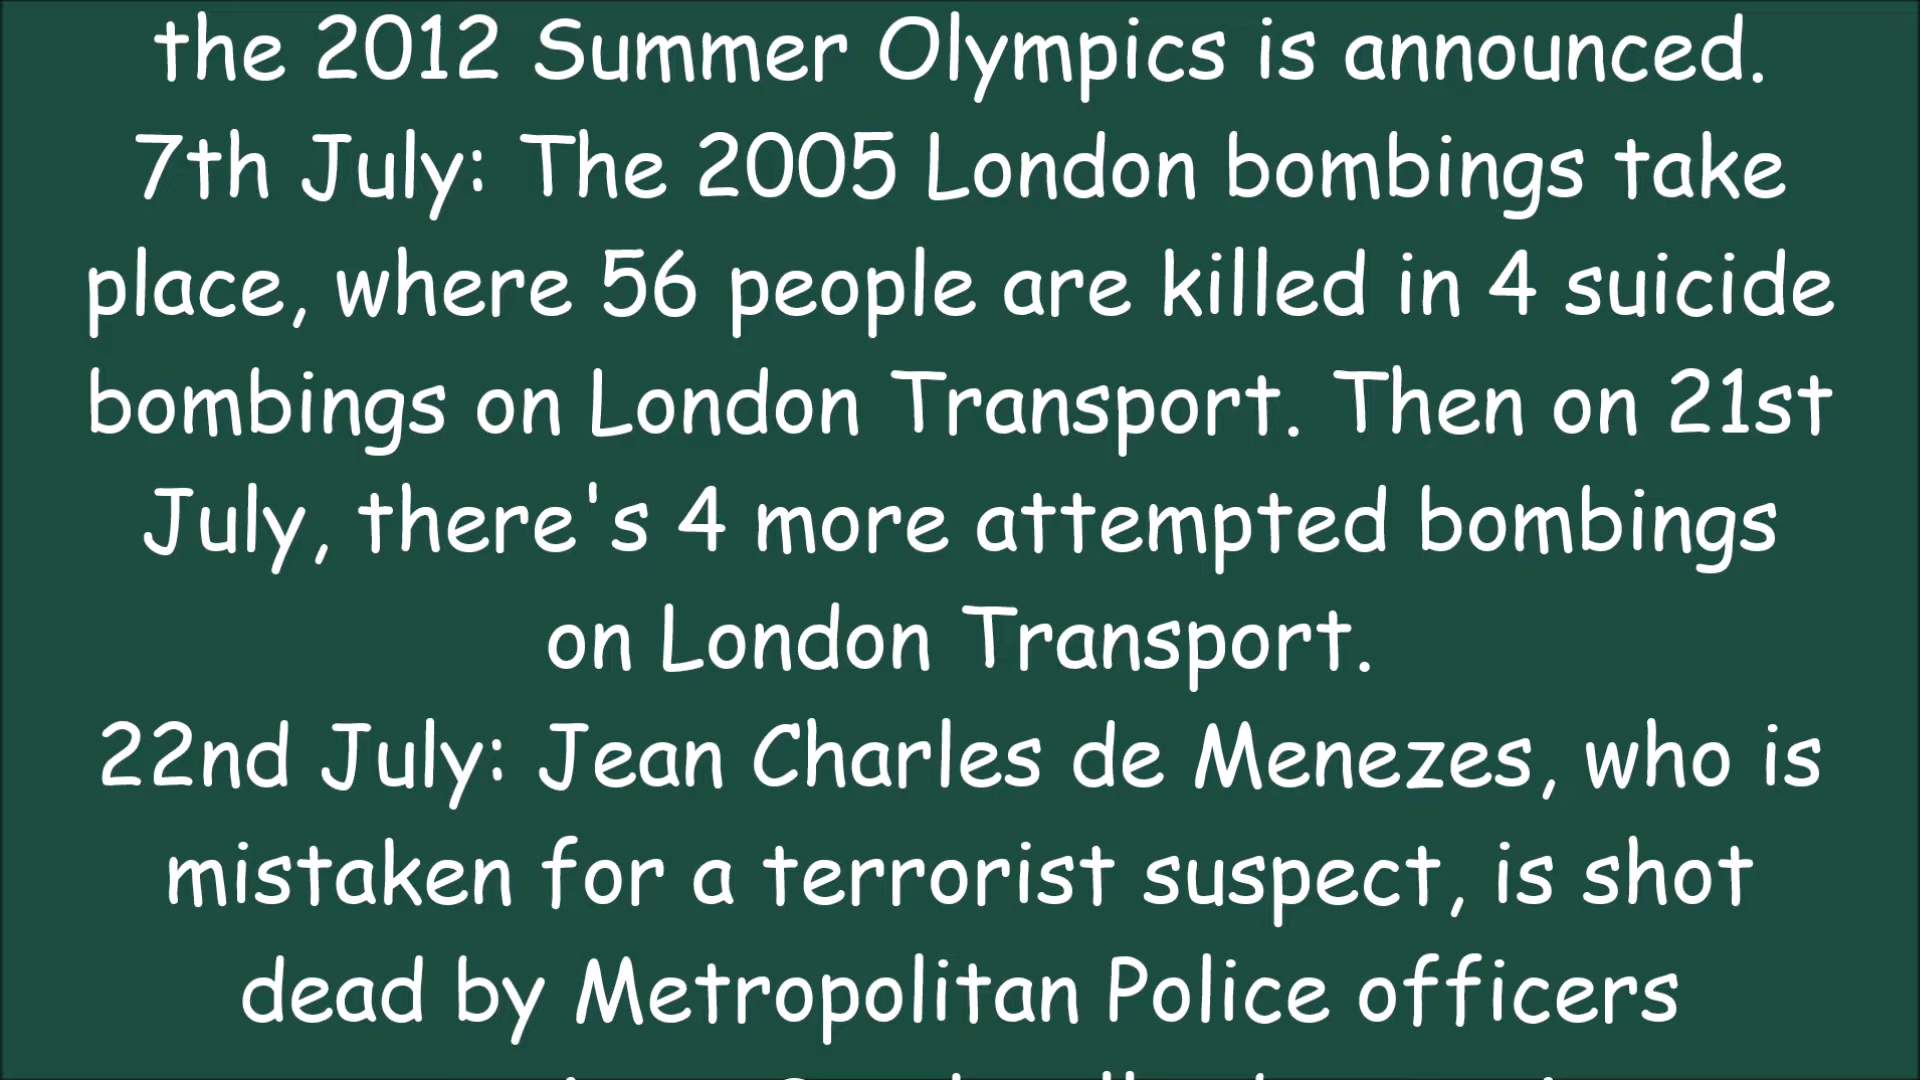 the 2012 Summer Olympics is announced.
7th July: The 2005 London bombings take
place, where 56 people are killed in 4 suicide
bombings on London Transport. Then on 21st
July, there's 4 more attempted bombings
on London Transport.
22nd July: Jean Charles de Menezes, who is
mistaken for a terrorist suspect, is shot
dead by Metropolitan Police officers